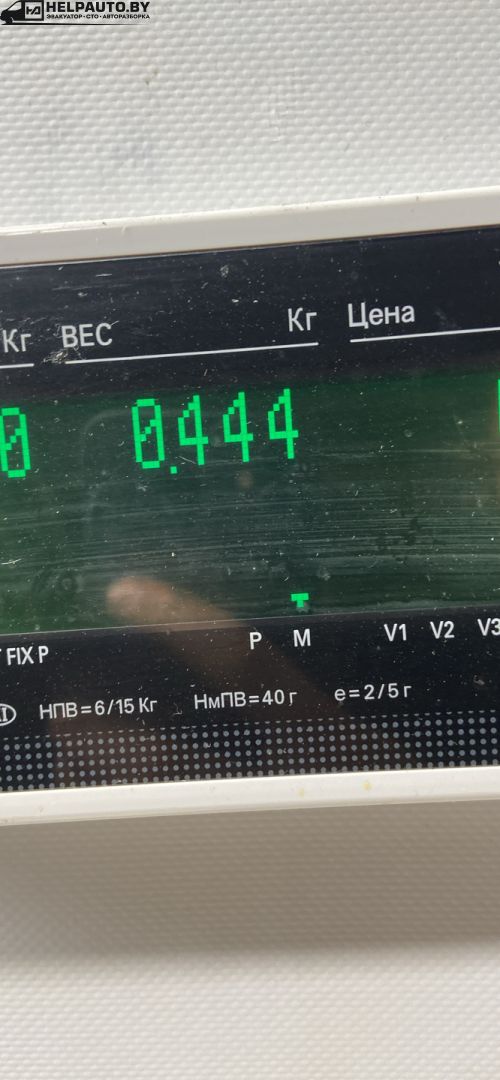 HELPAUTO.BY
ЭВАКУАТОР·СТО·АВТОРАЗБОРКА
Кг ВЕС Кг Цена
0 0.444
FIX P P M V1 V2 V3
НПВ=6/15 Кг НмПВ=40 г e=2/5 г